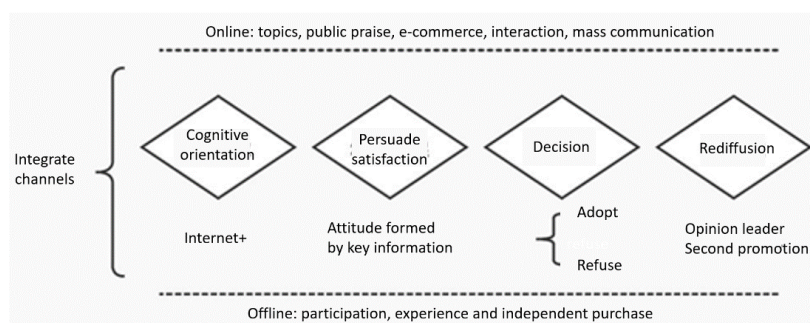 Online: topics, public praise, e-commerce, interaction, mass communication
Integrate
channels
Cognitive
orientation
Persuade
satisfaction
Decision
Rediffusion
Internet+
Attitude formed
by key information
Adopt
Refuse
Opinion leader
Second promotion
Offline: participation, experience and independent purchase